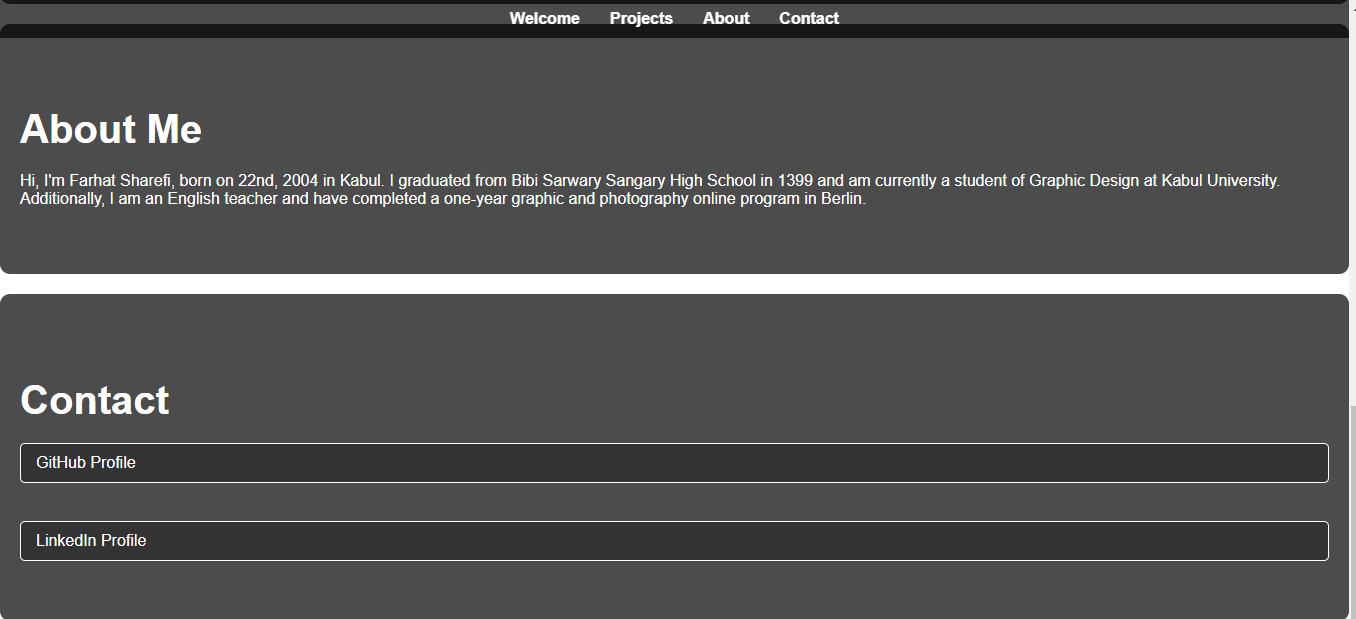 Welcome Projects About Contact
About Me
Hi, I'm Farhat Sharefi, born on 22nd, 2004 in Kabul. I graduated from Bibi Sarwary Sangary High School in 1399 and am currently a student of Graphic Design at Kabul University.
Additionally, I am an English teacher and have completed a one-year graphic and photography online program in Berlin.
Contact
GitHub Profile
LinkedIn Profile